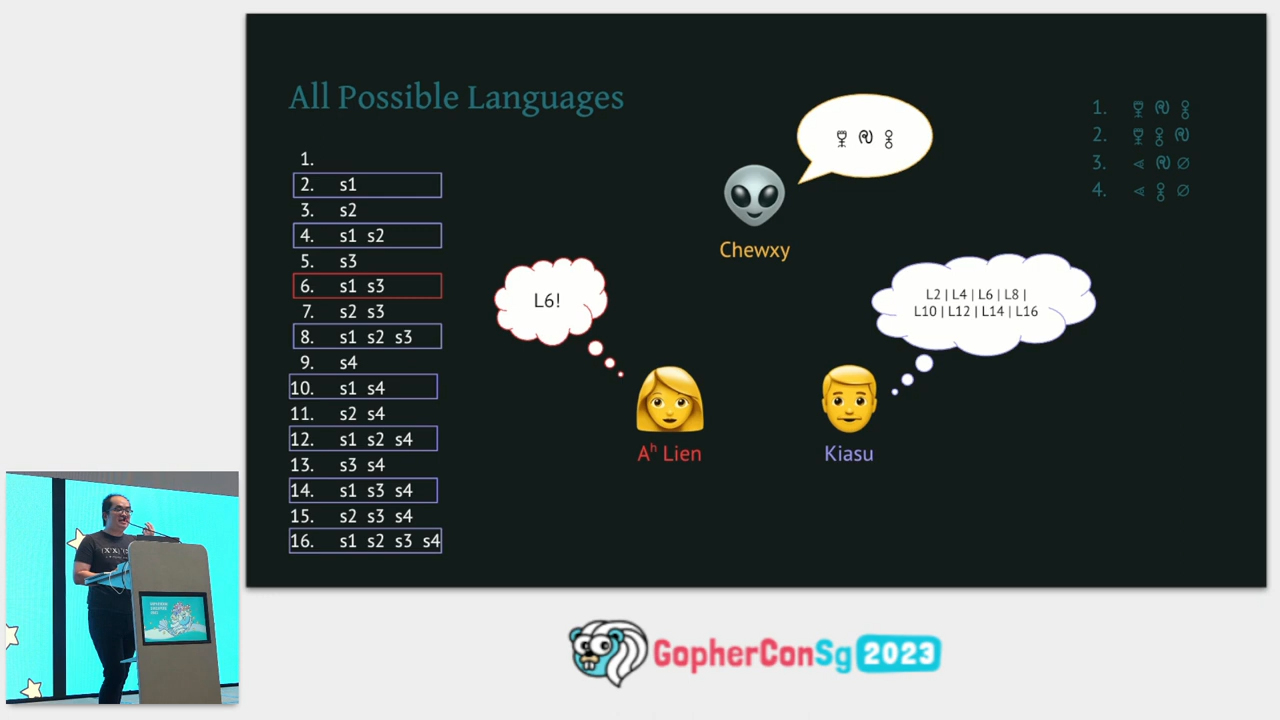 All Possible Languages
1.
2. s1
3. s2
4. s1 s2
5. s3
6. s1 s3
7. s2 s3
8. s1 s2 s3
9. s4
10. s1 s4
11. s2 s4
12. s1 s2 s4
13. s3 s4
14. s1 s3 s4
15. s2 s3 s4
16. s1 s2 s3 s4
Chewxy
L6!
Aʰ Lien
L2 | L4 | L6 | L8 |
L10 | L12 | L14 | L16
Kiasu
1.
2.
3.
4.
GopherConSg 2023